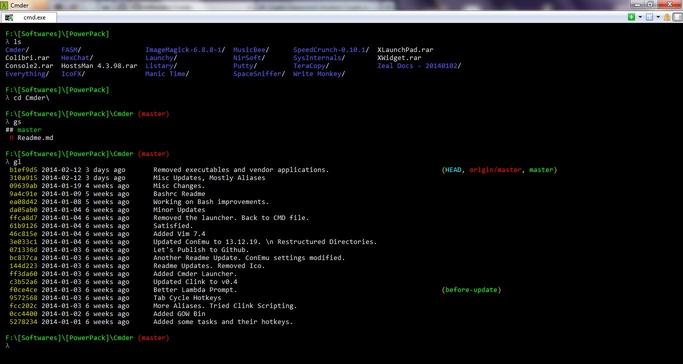 Cmder
cmd.exe
F:\[Softwares]\[PowerPack]
λ ls
Cmder/ FASM/ ImageMagick-6.8.8-1/ MusicBee/ SpeedCrunch-0.10.1/ XLaunchPad.rar
Colibri.rar HexChat/ Launchy/ NirSoft/ SysInternals/ XWidget.rar
Console2.rar HostsMan 4.3.98.rar Listary/ Putty/ TeraCopy/ Zeal Docs - 20140102/
Everything/ IcoFX/ Manic Time/ SpaceSniffer/ Write Monkey/
F:\[Softwares]\[PowerPack]
λ cd Cmder\
F:\[Softwares]\[PowerPack]\Cmder (master)
λ gs
## master
M Readme.md
F:\[Softwares]\[PowerPack]\Cmder (master)
λ gl
b1ef9d5 2014-02-12 3 days ago Removed executables and vendor applications. (HEAD, origin/master, master)
310a915 2014-02-12 3 days ago Misc Updates, Mostly Aliases
09639ab 2014-01-19 4 weeks ago Misc Changes.
9a4c91e 2014-01-09 5 weeks ago Bashrc Readme
ea08d42 2014-01-08 5 weeks ago Working on Bash improvements.
da05ab0 2014-01-04 6 weeks ago Minor Updates
ffca8d7 2014-01-04 6 weeks ago Removed the launcher. Back to CMD file.
61b9126 2014-01-04 6 weeks ago Satisfied.
46c815e 2014-01-04 6 weeks ago Added Vim 7.4
3e033c1 2014-01-04 6 weeks ago Updated ConEmu to 13.12.19. \n Restructured Directories.
071336d 2014-01-03 6 weeks ago Let's Publish to Github.
bc837ca 2014-01-03 6 weeks ago Another Readme Update. ConEmu settings modified.
144d223 2014-01-03 6 weeks ago Readme Updates. Removed Ico.
ff3da60 2014-01-03 6 weeks ago Added Cmder Launcher.
c3b52a6 2014-01-03 6 weeks ago Updated Clink to v0.4
f0ce4ce 2014-01-03 6 weeks ago Better Lambda Prompt. (before-update)
9572568 2014-01-03 6 weeks ago Tab Cycle Hotkeys
fcc202c 2014-01-03 6 weeks ago More Aliases. Tried Clink Scripting.
0cc4400 2014-01-02 6 weeks ago Added GOW Bin
5278234 2014-01-01 6 weeks ago Added some tasks and their hotkeys.
F:\[Softwares]\[PowerPack]\Cmder (master)
λ